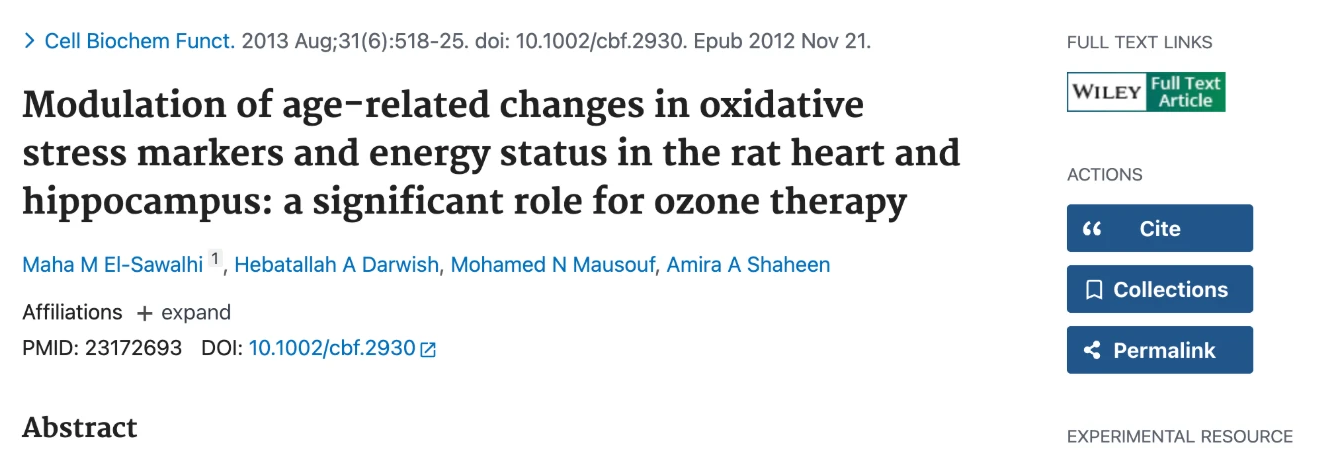 > Cell Biochem Funct. 2013 Aug;31(6):518-25. doi: 10.1002/cbf.2930. Epub 2012 Nov 21.
Modulation of age-related changes in oxidative
stress markers and energy status in the rat heart and
hippocampus: a significant role for ozone therapy
Maha M El-Sawalhi 1, Hebatallah A Darwish, Mohamed N Mausouf, Amira A Shaheen
Affiliations + expand
PMID: 23172693 DOI: 10.1002/cbf.2930
Abstract
FULL TEXT LINKS
WILEY Full Text
Article
ACTIONS
Cite
Collections
Permalink
EXPERIMENTAL RESOURCE